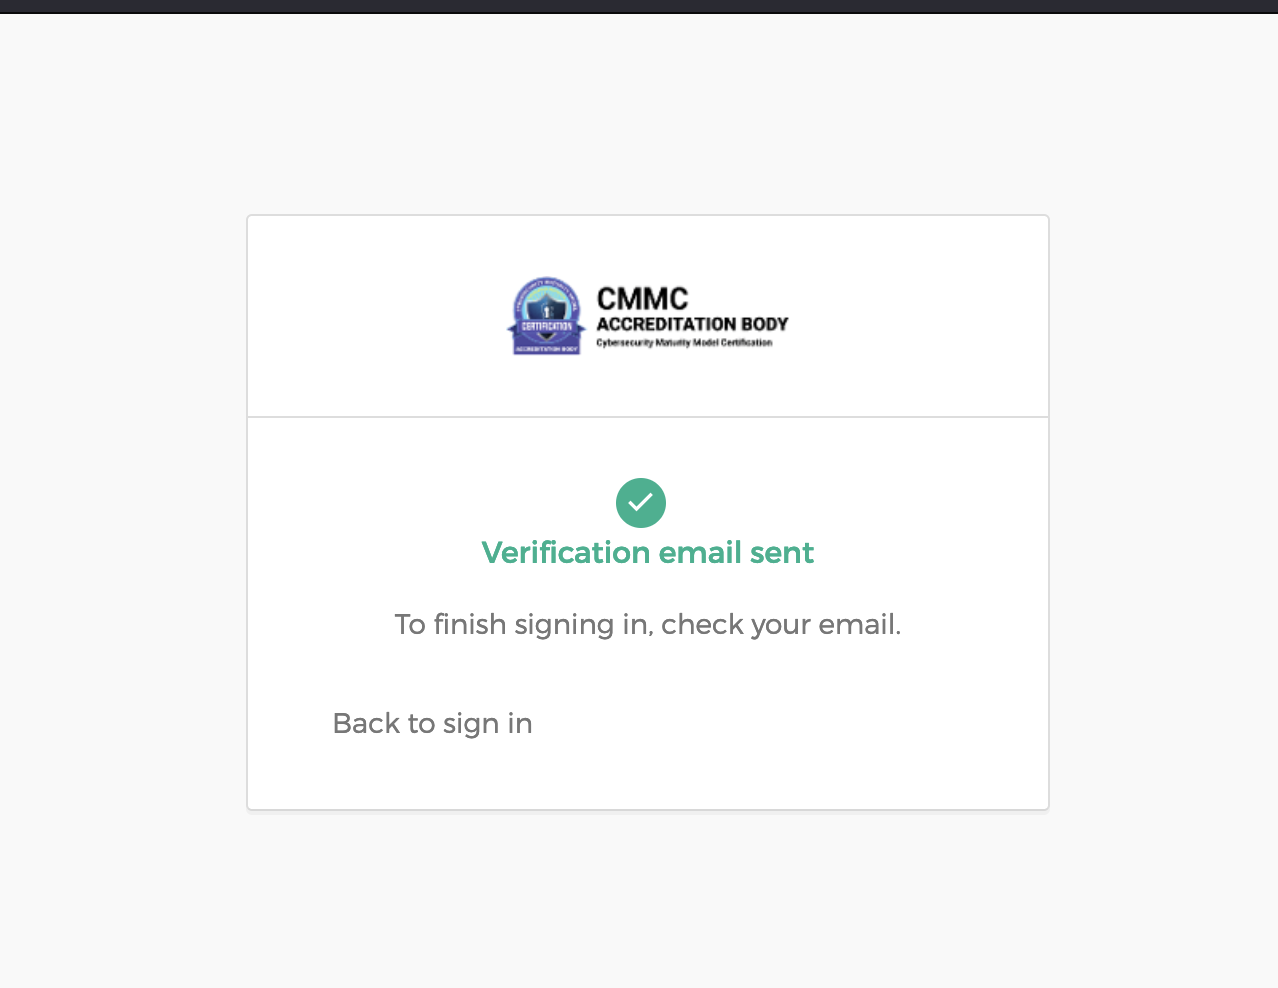 CERTIFICATION
ACCREDITATION BODY
CMMC
ACCREDITATION BODY
Cybersecurity Maturity Model Certification
Verification email sent
To finish signing in, check your email.
Back to sign in